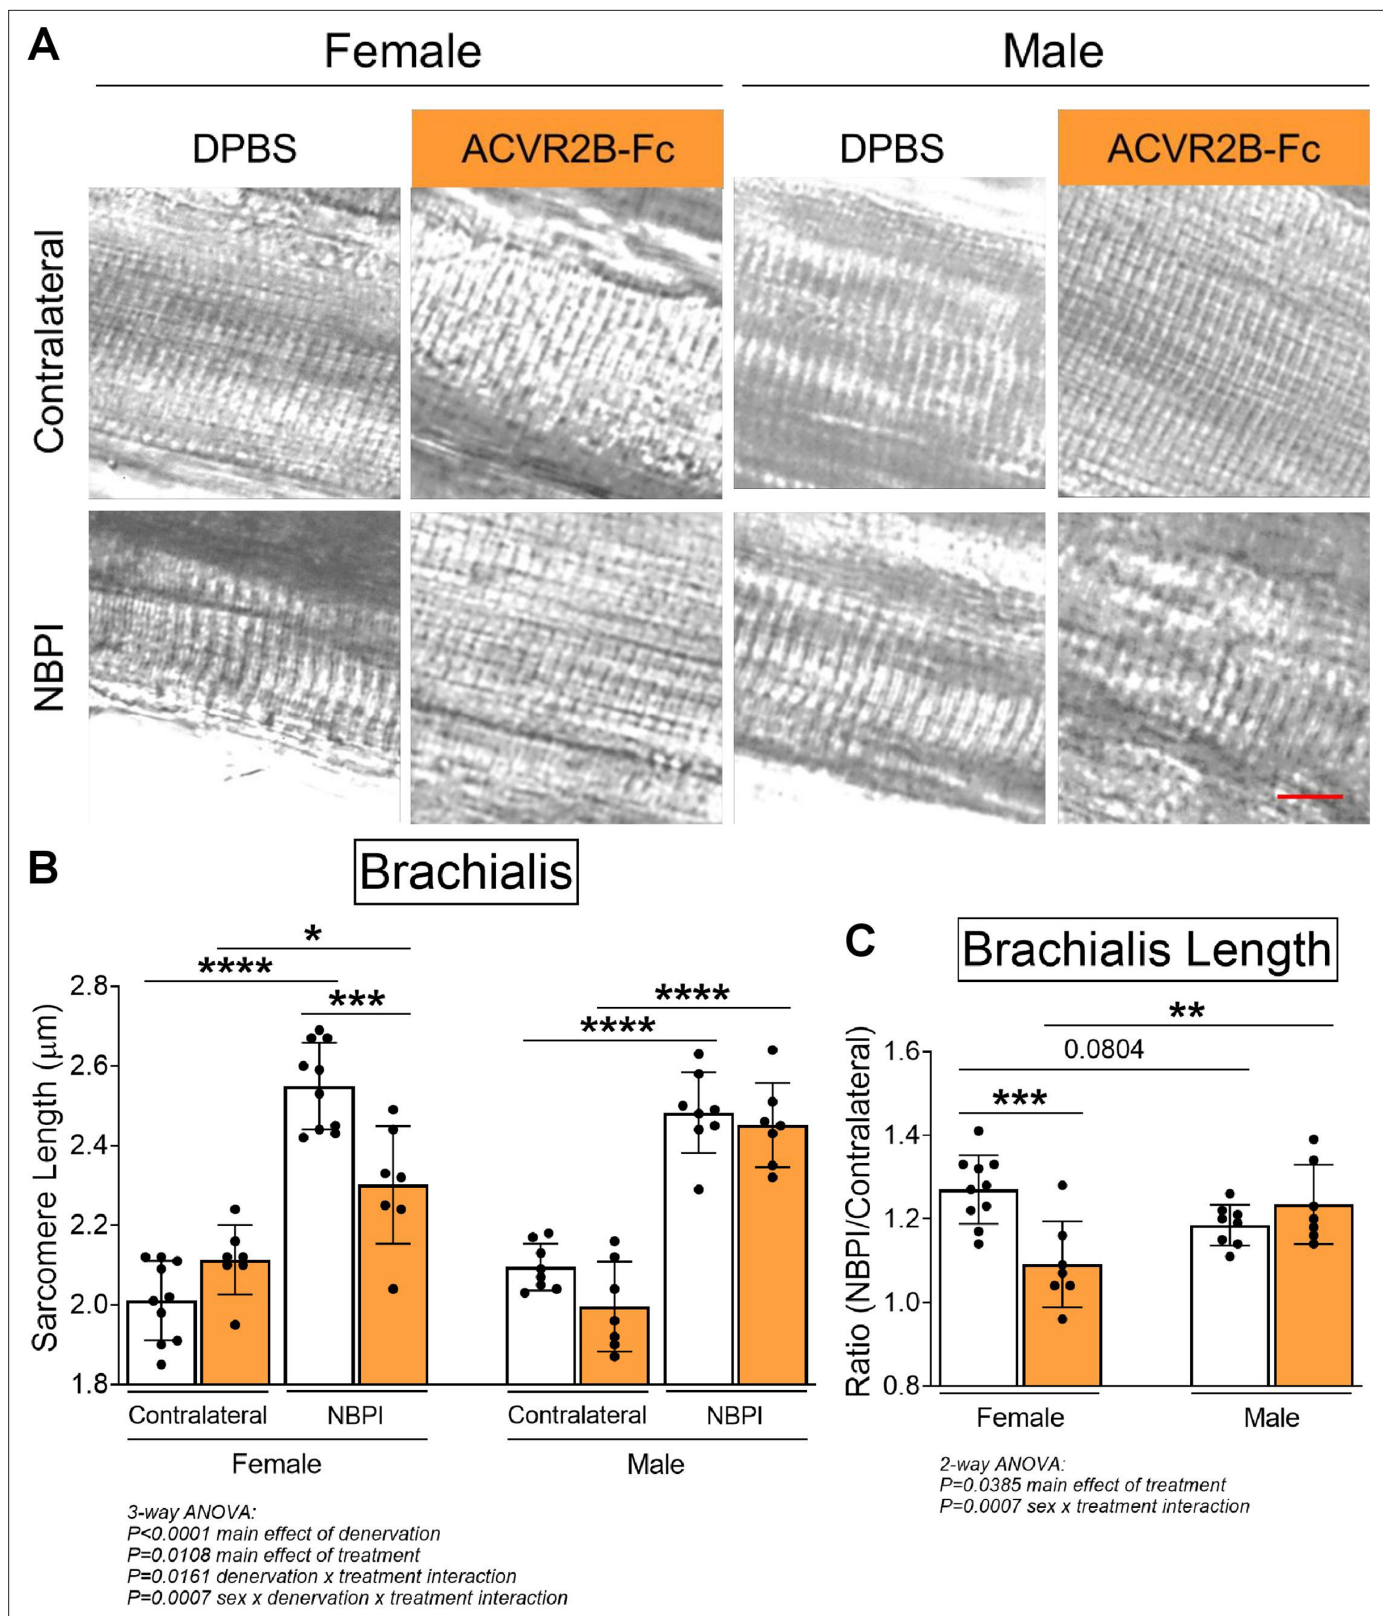 A
Female
Male
DPBS
ACVR2B-Fc
DPBS
ACVR2B-Fc
Contralateral
NBPI
B
Brachialis
*
****
***
****
****
Sarcomere Length (μm)
2.8
2.6
2.4
2.2
2.0
1.8
Contralateral
NBPI
Contralateral
NBPI
Female
Male
3-way ANOVA:
P<0.0001 main effect of denervation
P=0.0108 main effect of treatment
P=0.0161 denervation x treatment interaction
P=0.0007 sex x denervation x treatment interaction
C
Brachialis Length
**
0.0804
***
Ratio (NBPI/Contralateral)
1.6
1.4
1.2
1.0
0.8
Female
Male
2-way ANOVA:
P=0.0385 main effect of treatment
P=0.0007 sex x treatment interaction